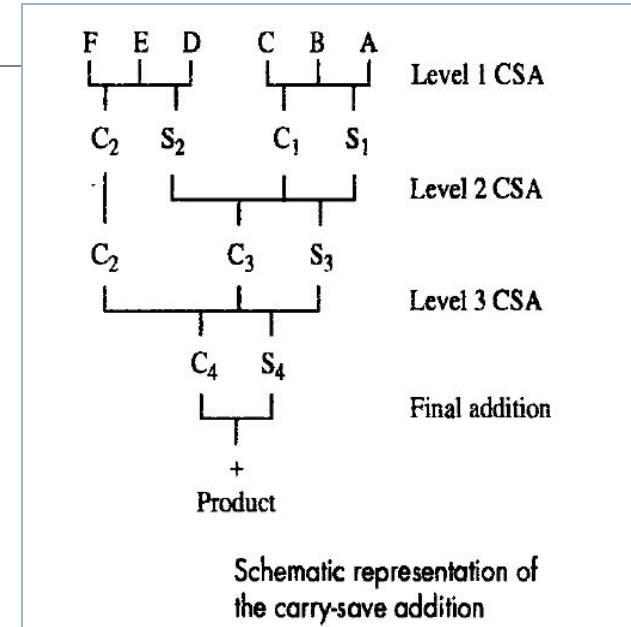 F E D C B A Level 1 CSA
C₂ S₂ C₁ S₁
Level 2 CSA
C₂ C₃ S₃
Level 3 CSA
C₄ S₄
Final addition
+
Product
Schematic representation of
the carry-save addition